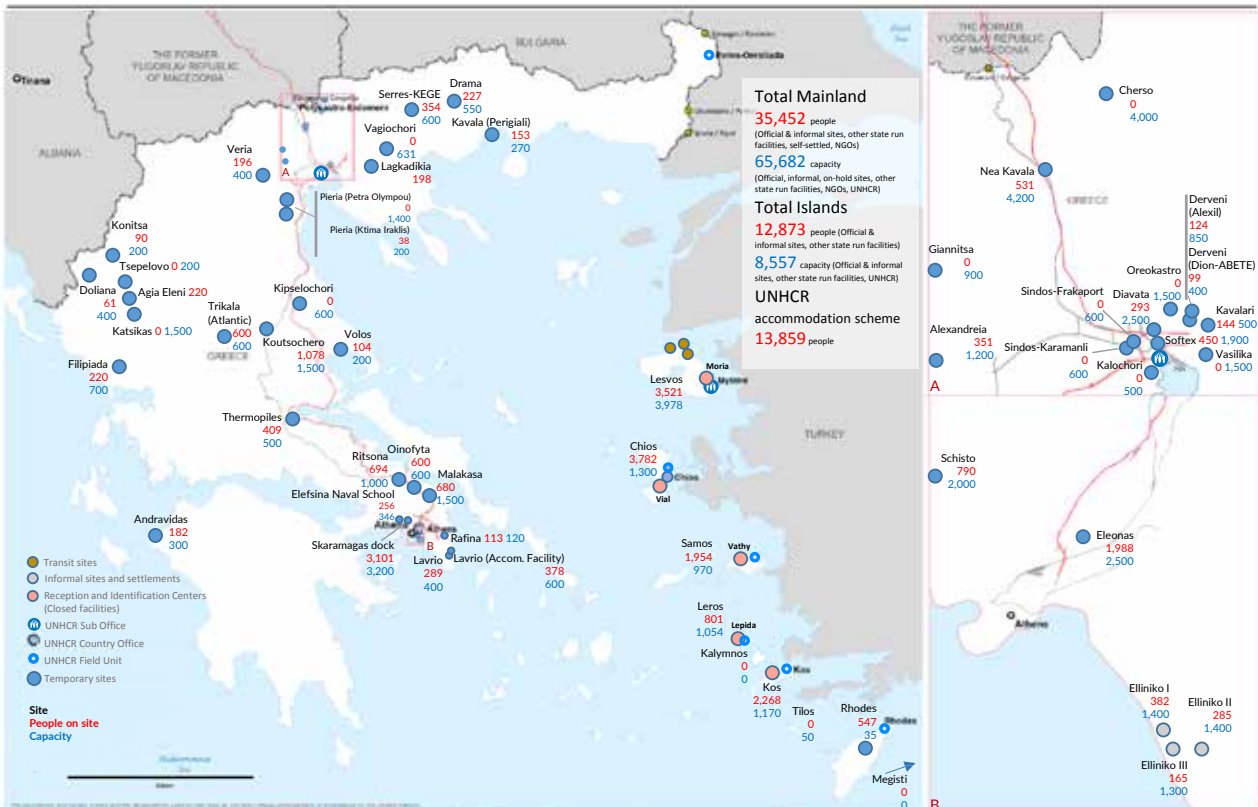 THE FORMER
YUGOSLAV REPUBLIC
OF MACEDONIA
BULGARIA
Tirana
ALBANIA
GREECE
TURKEY
Drama
227
550
Serres-KEGE
354
600
Vagiochori
0
631
Kavala (Perigiali)
153
270
Lagkadikia
198
Veria
196
400
A
Pieria (Petra Olympou)
0
1,400
Pieria (Ktima Iraklis)
38
200
Konitsa
90
200
Tsepelovo 0 200
Doliana
61
400
Agia Eleni 220
Katsikas 0 1,500
Trikala
(Atlantic)
600
600
Kipselochori
0
600
Koutsochero
1,078
1,500
Volos
104
200
Filipiada
220
700
Thermopiles
409
500
Ritsona
694
1,000
Oinofyta
600
600
Malakasa
680
1,500
Elefsina Naval School
256
346
Athens
B
Andravidas
182
300
Skaramagas dock
3,101
3,200
Rafina 113 120
Lavrio
289
400
Lavrio (Accom. Facility)
378
600
Transit sites
Informal sites and settlements
Reception and Identification Centers
(Closed facilities)
UNHCR Sub Office
UNHCR Country Office
UNHCR Field Unit
Temporary sites
Site
People on site
Capacity
Total Mainland
35,452 people
(Official & informal sites, other state run
facilities, self-settled, NGOs)
65,682 capacity
(Official, informal, on-hold sites, other
state run facilities, NGOs, UNHCR)
Total Islands
12,873 people (Official &
informal sites, other state run facilities)
8,557 capacity (Official & informal
sites, other state run facilities, UNHCR)
UNHCR
accommodation scheme
13,859 people
Moria
Lesvos
3,521
3,978
Chios
3,782
1,300
Chios
Vial
Samos
1,954
970
Vathy
Leros
801
1,054
Lepida
Kalymnos
0
0
Kos
Kos
2,268
1,170
Tilos
0
50
Rhodes
547
35
Rhodes
Megisti
0
0
THE FORMER
YUGOSLAV REPUBLIC
OF MACEDONIA
Cherso
0
4,000
Nea Kavala
531
4,200
GREECE
Derveni
(Alexil)
124
850
Derveni
(Dion-ABETE)
99
400
Giannitsa
0
900
Oreokastro
0
1,500
Sindos-Frakaport
0
600
Diavata
293
2,500
Kavalari
144 500
Alexandreia
351
1,200
Sindos-Karamanli
0
600
Softex 450 1,900
Vasilika
0 1,500
Kalochori
0
500
A
Schisto
790
2,000
Eleonas
1,988
2,500
Athens
Elliniko I
382
1,400
Elliniko II
285
1,400
Elliniko III
165
1,300
B